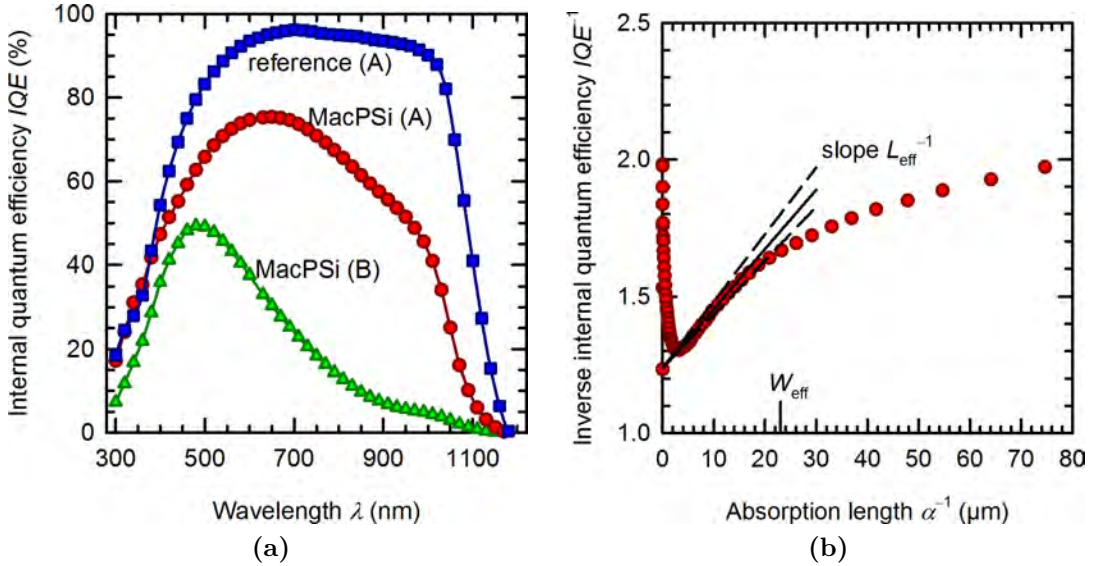 Internal quantum efficiency IQE (%)
100
80
60
40
20
0
reference (A)
MacPSi (A)
MacPSi (B)
300
500
700
900
1100
Wavelength λ (nm)
(a)
Inverse internal quantum efficiency IQE⁻¹
2.5
2.0
1.5
1.0
slope L_eff⁻¹
W_eff
0
10
20
30
40
50
60
70
80
Absorption length α⁻¹ (µm)
(b)